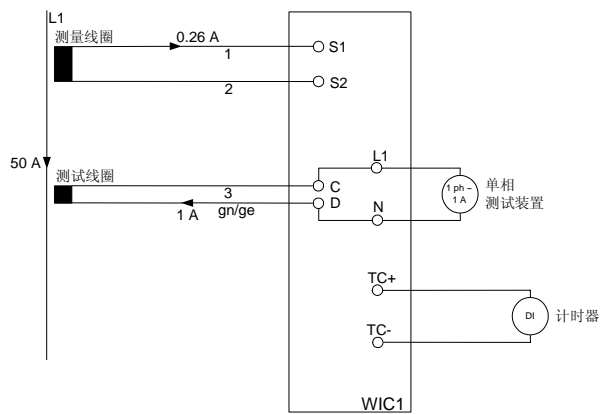 L1
测量线圈
0.26 A
1
S1
2
S2
50 A
测试线圈
L1
3
C
1 A
gn/ge
D
N
1 ph ~
1 A
单相
测试装置
TC+
TC-
DI
计时器
WIC1